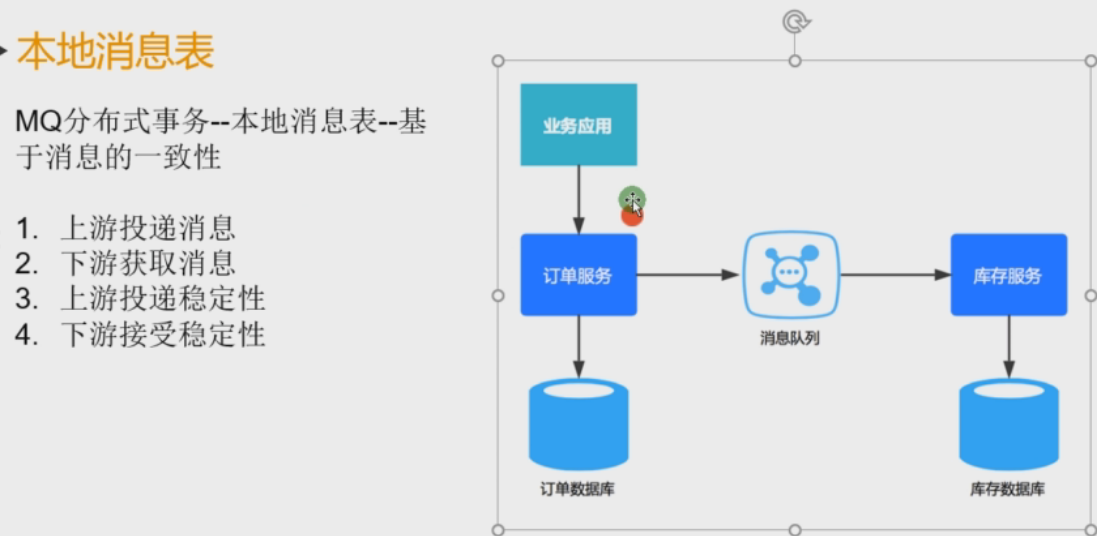 本地消息表
MQ分布式事务--本地消息表--基
于消息的一致性
1. 上游投递消息
2. 下游获取消息
3. 上游投递稳定性
4. 下游接受稳定性
业务应用
订单服务
消息队列
库存服务
订单数据库
库存数据库